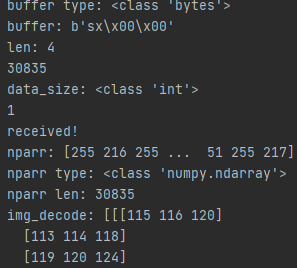 buffer type: <class 'bytes'>
buffer: b'sx\x00\x00'
len: 4
30835
data_size: <class 'int'>
1
received!
nparr: [255 216 255 ...  51 255 217]
nparr type: <class 'numpy.ndarray'>
nparr len: 30835
img_decode: [[[115 116 120]
  [113 114 118]
  [119 120 124]